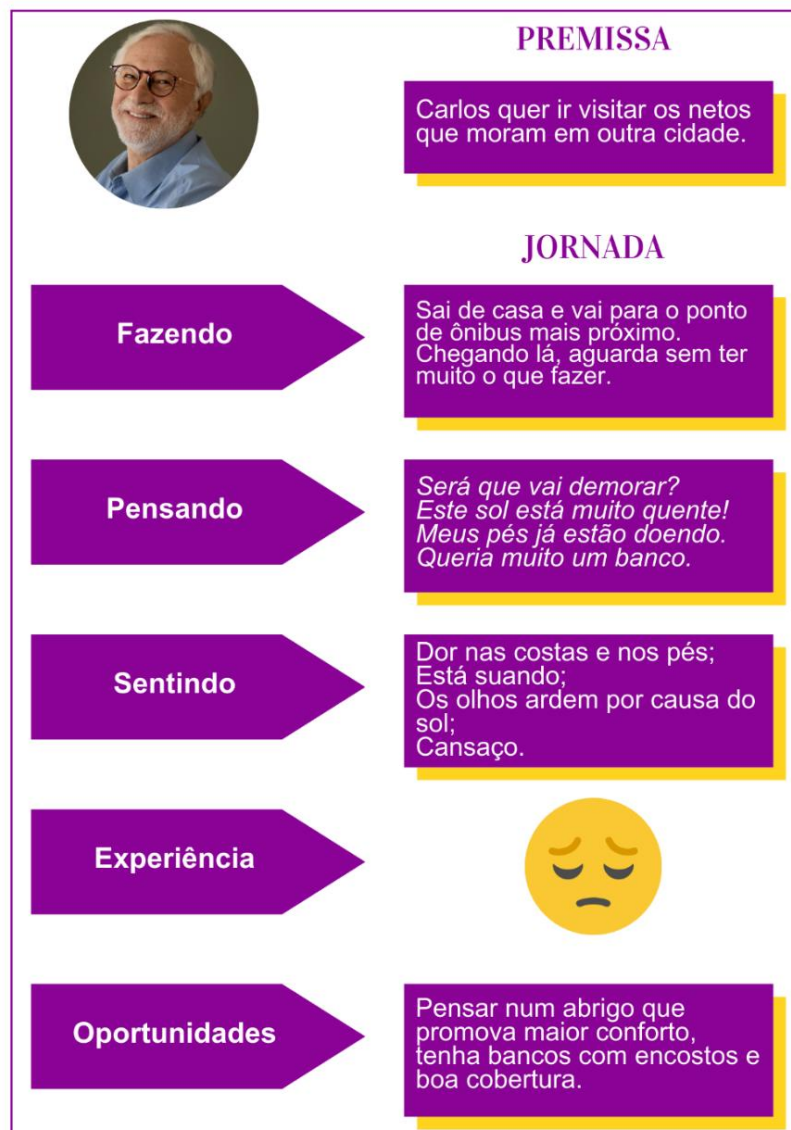 PREMISSA
Carlos quer ir visitar os netos
que moram em outra cidade.
JORNADA
Fazendo
Sai de casa e vai para o ponto
de ônibus mais próximo.
Chegando lá, aguarda sem ter
muito o que fazer.
Pensando
Será que vai demorar?
Este sol está muito quente!
Meus pés já estão doendo.
Queria muito um banco.
Sentindo
Dor nas costas e nos pés;
Está suando;
Os olhos ardem por causa do
sol;
Cansaço.
Experiência
Oportunidades
Pensar num abrigo que
promova maior conforto,
tenha bancos com encostos e
boa cobertura.